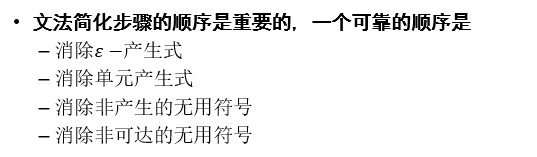 • 文法简化步骤的顺序是重要的，一个可靠的顺序是
– 消除ε −产生式
– 消除单元产生式
– 消除非产生的无用符号
– 消除非可达的无用符号